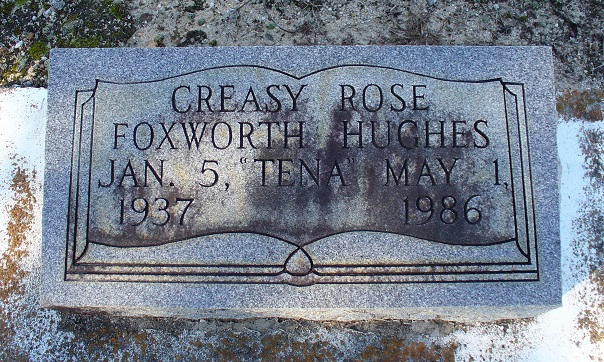 CREASY ROSE
FOXWORTH HUGHES
JAN. 5, "TENA" MAY 1,
1937 1986